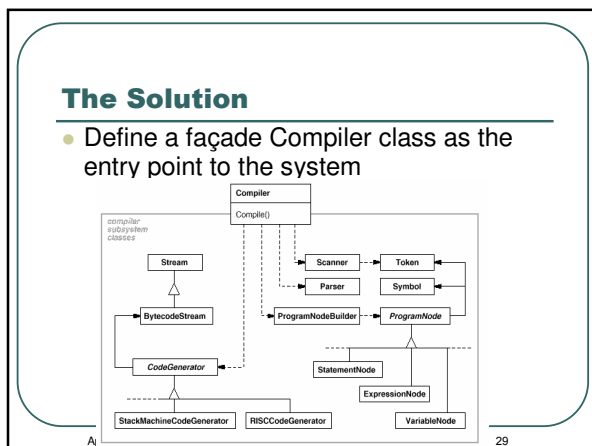 The Solution
Define a façade Compiler class as the
entry point to the system
Compiler
Compile()
compiler
subsystem
classes
Stream
Scanner
Token
Parser
Symbol
BytecodeStream
ProgramNodeBuilder
ProgramNode
CodeGenerator
StatementNode
ExpressionNode
StackMachineCodeGenerator
RISCCodeGenerator
VariableNode
29